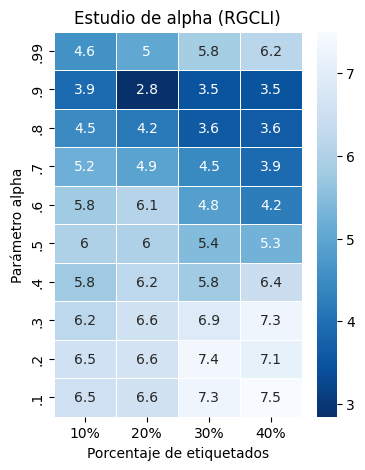 Estudio de alpha (RGCLI)
Parámetro alpha
.99 4.6 5 5.8 6.2
.9 3.9 2.8 3.5 3.5
.8 4.5 4.2 3.6 3.6
.7 5.2 4.9 4.5 3.9
.6 5.8 6.1 4.8 4.2
.5 6 6 5.4 5.3
.4 5.8 6.2 5.8 6.4
.3 6.2 6.6 6.9 7.3
.2 6.5 6.6 7.4 7.1
.1 6.5 6.6 7.3 7.5
10% 20% 30% 40%
Porcentaje de etiquetados
7
6
5
4
3